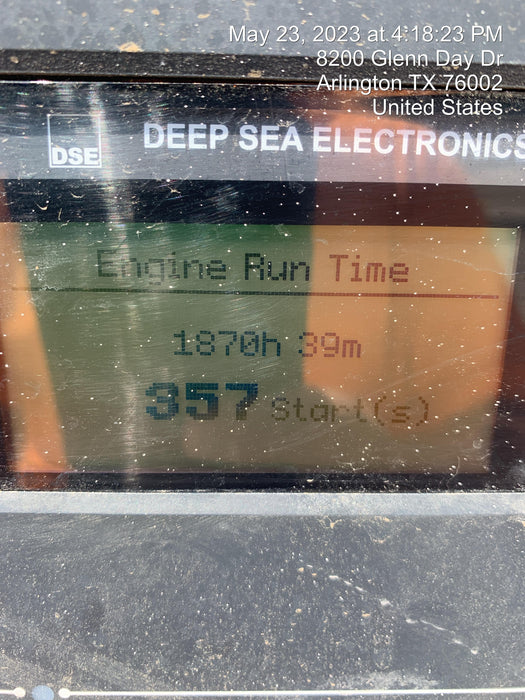 May 23, 2023 at 4:18:23 PM
8200 Glenn Day Dr
Arlington TX 76002
United States
DSE DEEP SEA ELECTRONICS
Engine Run Time
1870h 39m
357 Start(s)